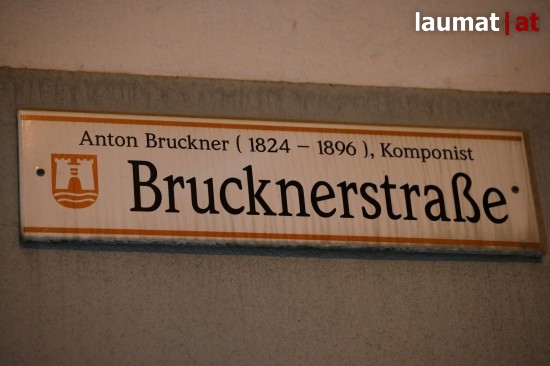 laumat|at
Anton Bruckner ( 1824 – 1896 ), Komponist
Brucknerstraße